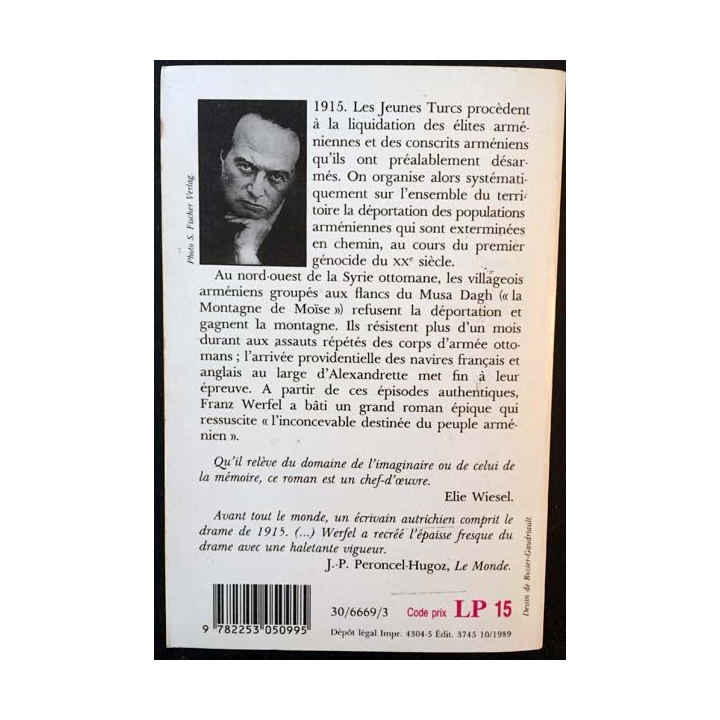 1915. Les Jeunes Turcs procèdent
à la liquidation des élites armé-
niennes et des conscrits arméniens
qu'ils ont préalablement désar-
més. On organise alors systémati-
quement sur l'ensemble du terri-
toire la déportation des populations
arméniennes qui sont exterminées
en chemin, au cours du premier
génocide du XXe siècle.
Photo S. Fischer Verlag.
Au nord-ouest de la Syrie ottomane, les villageois
arméniens groupés aux flancs du Musa Dagh (« la
Montagne de Moïse ») refusent la déportation et
gagnent la montagne. Ils résistent plus d'un mois
durant aux assauts répétés des corps d'armée otto-
mans ; l'arrivée providentielle des navires français et
anglais au large d'Alexandrette met fin à leur
épreuve. A partir de ces épisodes authentiques,
Franz Werfel a bâti un grand roman épique qui
ressuscite « l'inconcevable destinée du peuple armé-
nien ».
Qu'il relève du domaine de l'imaginaire ou de celui de
la mémoire, ce roman est un chef-d'œuvre.
Elie Wiesel.
Avant tout le monde, un écrivain autrichien comprit le
drame de 1915. (...) Werfel a recréé l'épaisse fresque du
drame avec une haletante vigueur.
J.-P. Peroncel-Hugoz, Le Monde.
Dessin de Rozier-Gaudriault.
30/6669/3 Code prix LP 15
9 782253 050995
Dépôt légal Impr. 4304-5 Édit. 3745 10/1989